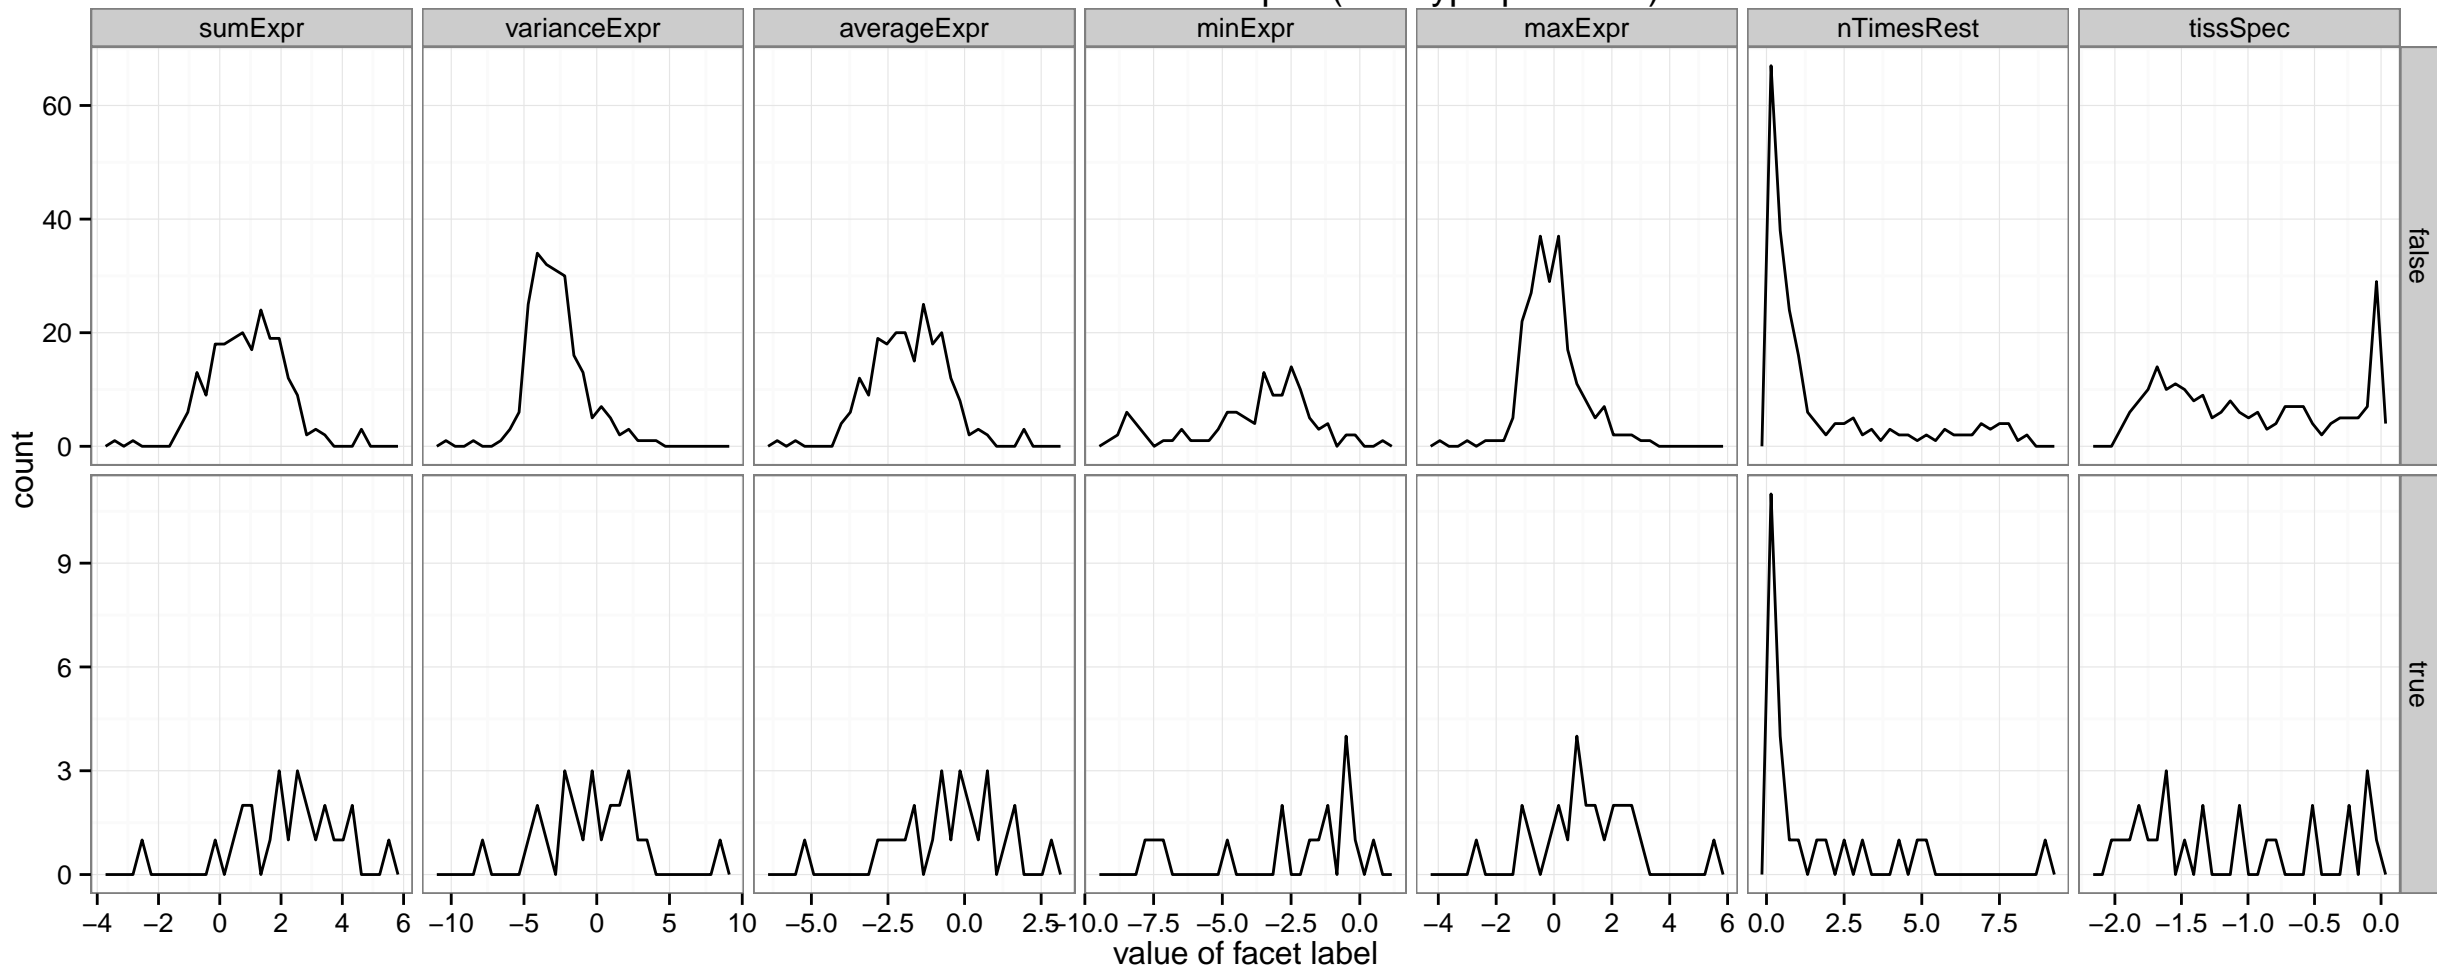 sumExpr varianceExpr averageExpr minExpr maxExpr nTimesRest tissSpec
60
40
20
0
false
count
9
6
3
0
true
−4 −2 0 2 4 6 −10 −5 0 5 10 −5.0 −2.5 0.0 2.5 −10.0 −7.5 −5.0 −2.5 0.0 −4 −2 0 2 4 6 0.0 2.5 5.0 7.5 −2.0 −1.5 −1.0 −0.5 0.0
value of facet label